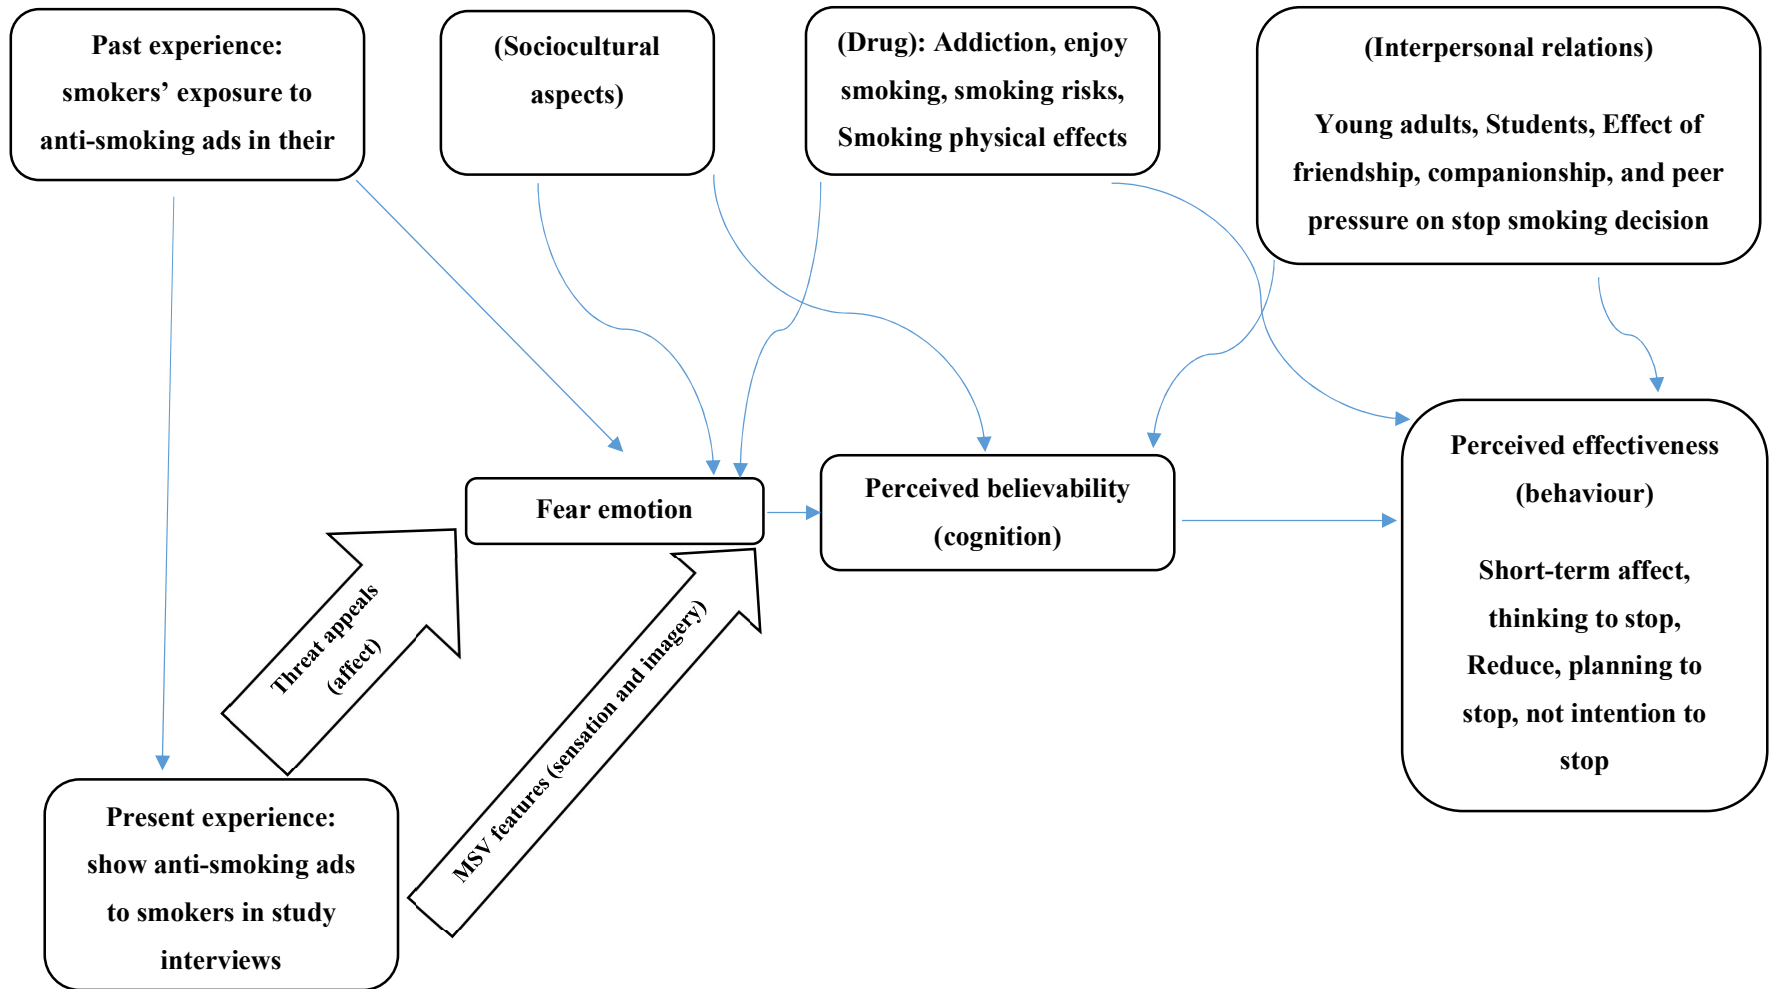 Past experience:
smokers’ exposure to
anti-smoking ads in their
(Sociocultural
aspects)
(Drug): Addiction, enjoy
smoking, smoking risks,
Smoking physical effects
(Interpersonal relations)
Young adults, Students, Effect of
friendship, companionship, and peer
pressure on stop smoking decision
Fear emotion
Perceived believability
(cognition)
Perceived effectiveness
(behaviour)
Short-term affect,
thinking to stop,
Reduce, planning to
stop, not intention to
stop
Threat appeals
(affect)
MSV features (sensation and imagery)
Present experience:
show anti-smoking ads
to smokers in study
interviews